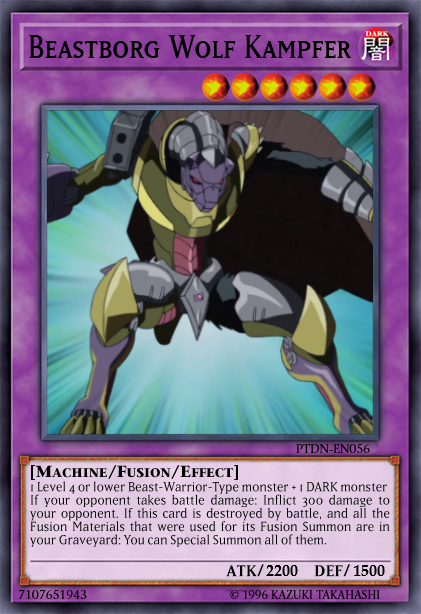 Beastborg Wolf Kampfer
DARK
闇
PTDN-EN056
[Machine/Fusion/Effect]
1 Level 4 or lower Beast-Warrior-Type monster + 1 DARK monster
If your opponent takes battle damage: Inflict 300 damage to
your opponent. If this card is destroyed by battle, and all the
Fusion Materials that were used for its Fusion Summon are in
your Graveyard: You can Special Summon all of them.
ATK/2200 DEF/1500
7107651943 © 1996 KAZUKI TAKAHASHI